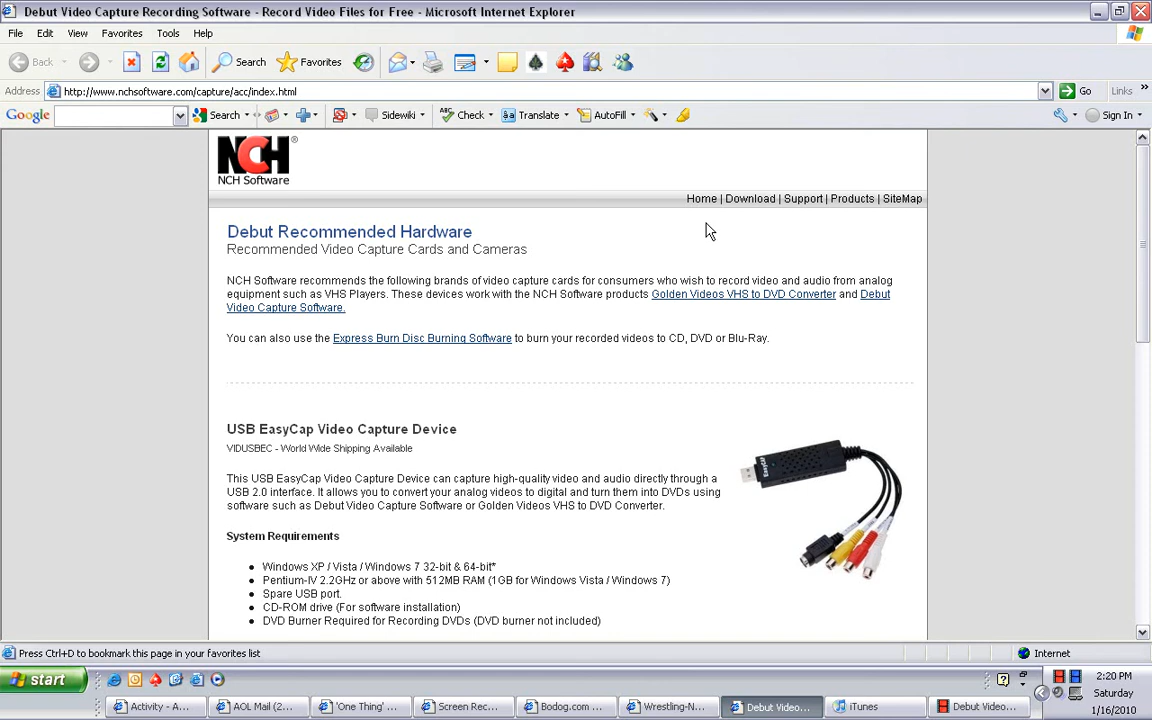 Debut Video Capture Recording Software - Record Video Files for Free - Microsoft Internet Explorer
File Edit View Favorites Tools Help
Back Search Favorites
Address http://www.nchsoftware.com/capture/acc/index.html Go Links »
Google Search Sidewiki Check Translate AutoFill Sign In
NCH®
NCH Software
Home | Download | Support | Products | SiteMap
Debut Recommended Hardware
Recommended Video Capture Cards and Cameras
NCH Software recommends the following brands of video capture cards for consumers who wish to record video and audio from analog
equipment such as VHS Players. These devices work with the NCH Software products Golden Videos VHS to DVD Converter and Debut
Video Capture Software.
You can also use the Express Burn Disc Burning Software to burn your recorded videos to CD, DVD or Blu-Ray.
USB EasyCap Video Capture Device
VIDUSBEC - World Wide Shipping Available
This USB EasyCap Video Capture Device can capture high-quality video and audio directly through a
USB 2.0 interface. It allows you to convert your analog videos to digital and turn them into DVDs using
software such as Debut Video Capture Software or Golden Videos VHS to DVD Converter.
EasyCap
System Requirements
• Windows XP / Vista / Windows 7 32-bit & 64-bit*
• Pentium-IV 2.2GHz or above with 512MB RAM (1GB for Windows Vista / Windows 7)
• Spare USB port.
• CD-ROM drive (For software installation)
• DVD Burner Required for Recording DVDs (DVD burner not included)
Press Ctrl+D to bookmark this page in your favorites list Internet
start 2:20 PM
Saturday
1/16/2010
Activity - A... AOL Mail (2... 'One Thing' ... Screen Rec... Bodog.com ... Wrestling-N... Debut Video... iTunes Debut Video...